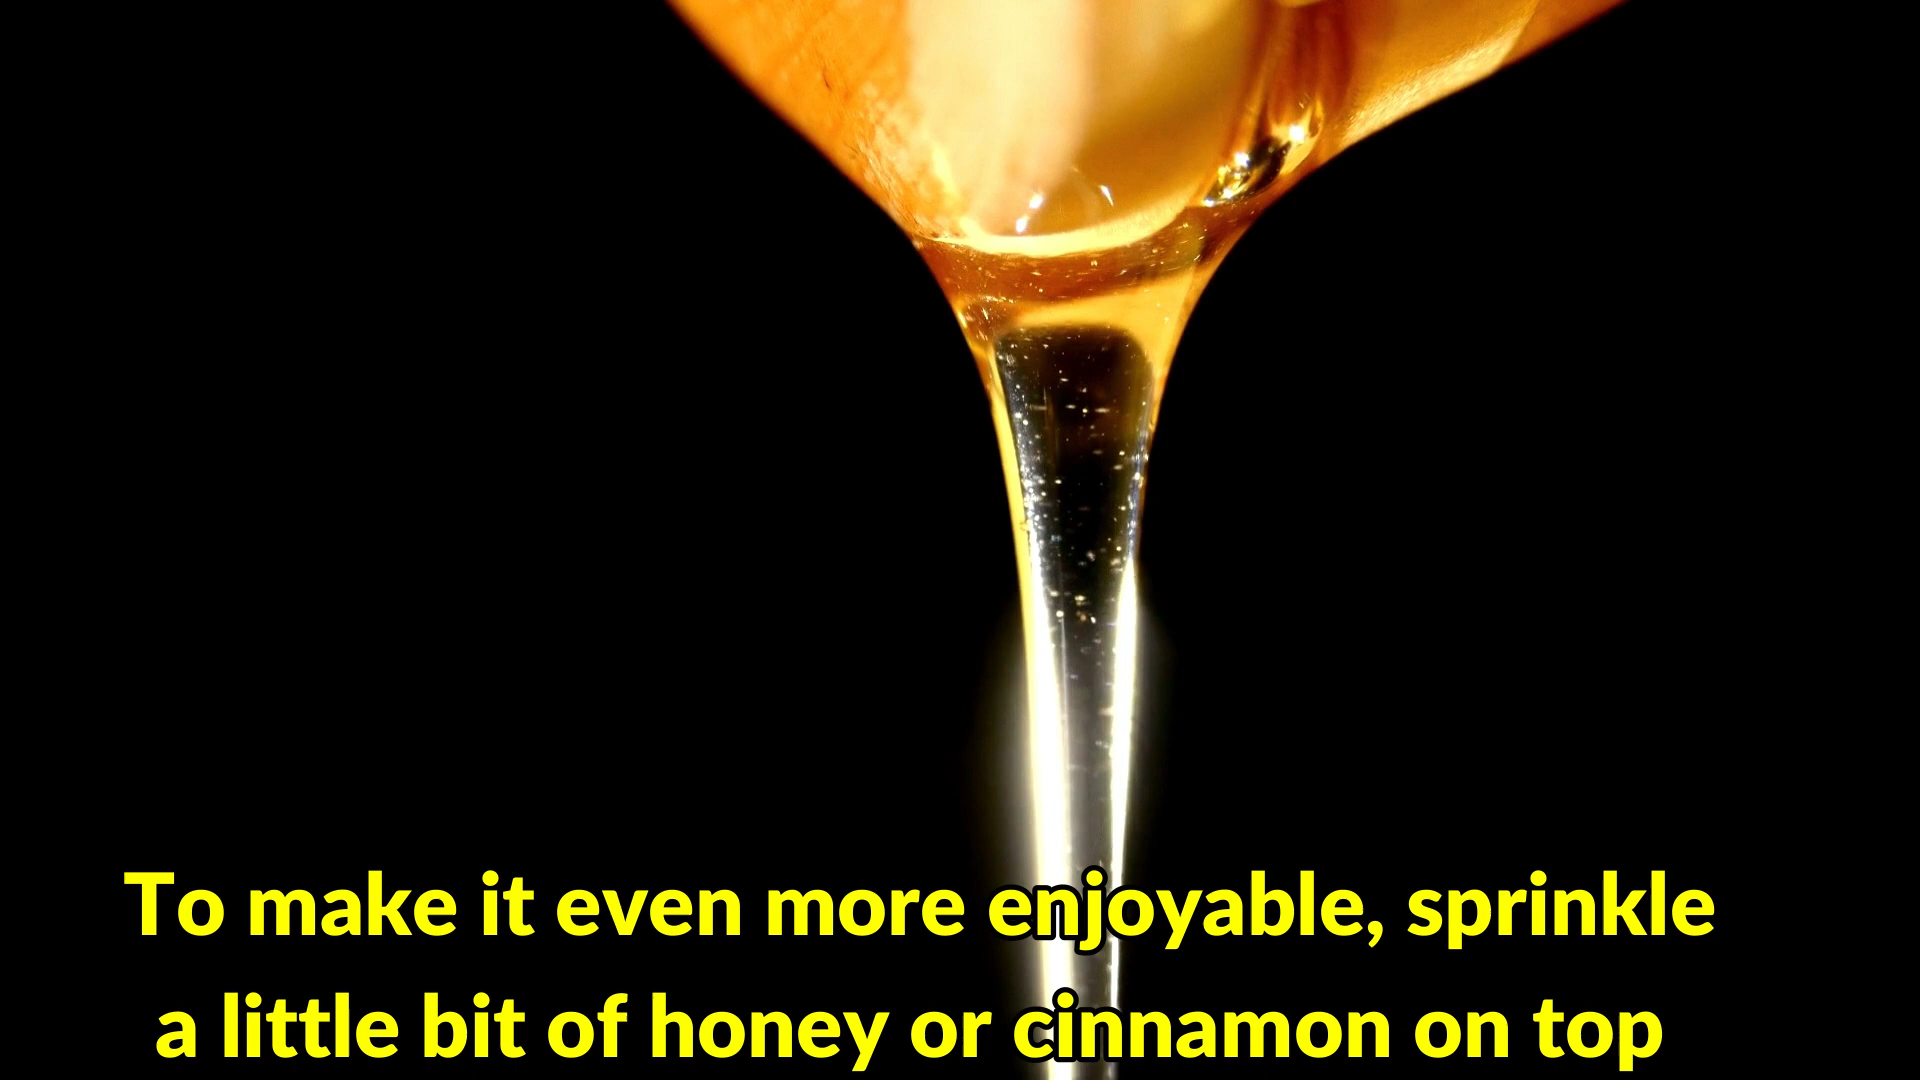 To make it even more enjoyable, sprinkle
a little bit of honey or cinnamon on top